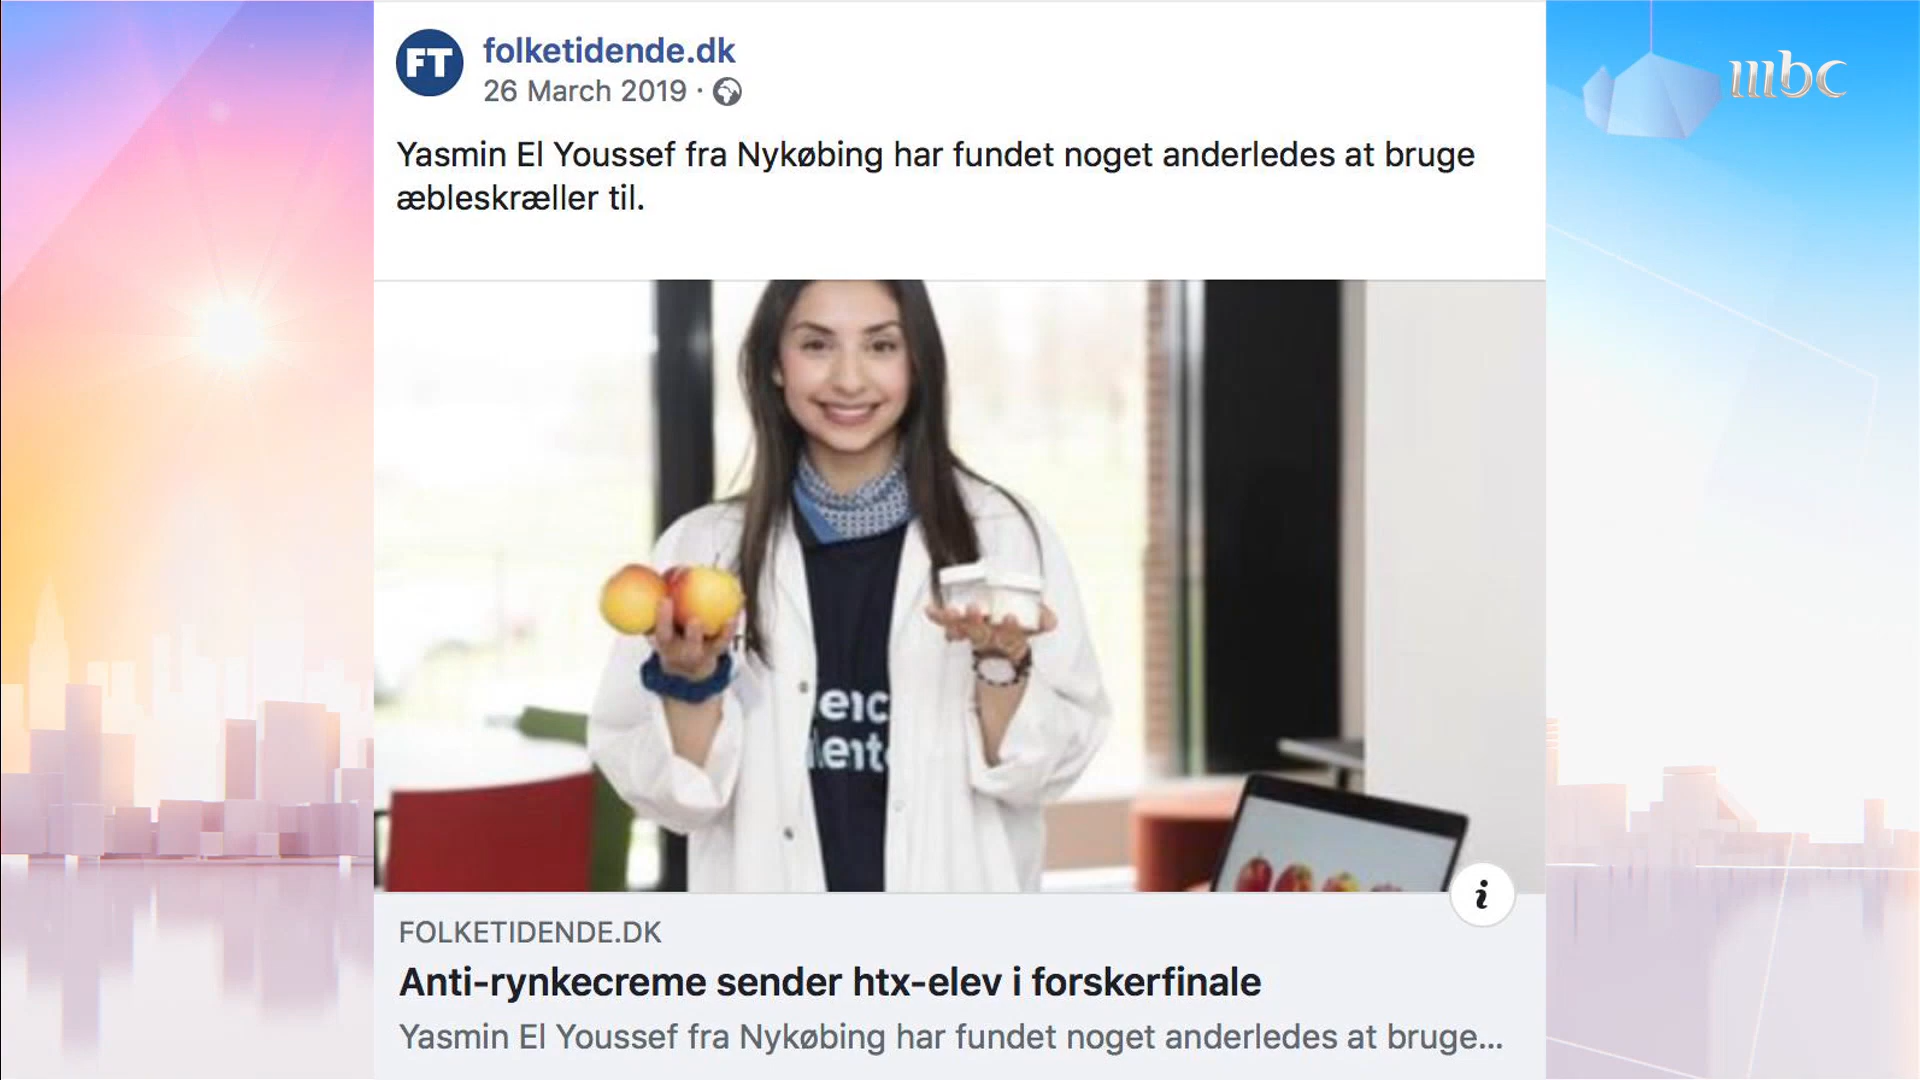 FT
folketidende.dk
26 March 2019 ·
mbc
Yasmin El Youssef fra Nykøbing har fundet noget anderledes at bruge
æbleskræller til.
FOLKETIDENDE.DK
Anti-rynkecreme sender htx-elev i forskerfinale
Yasmin El Youssef fra Nykøbing har fundet noget anderledes at bruge...